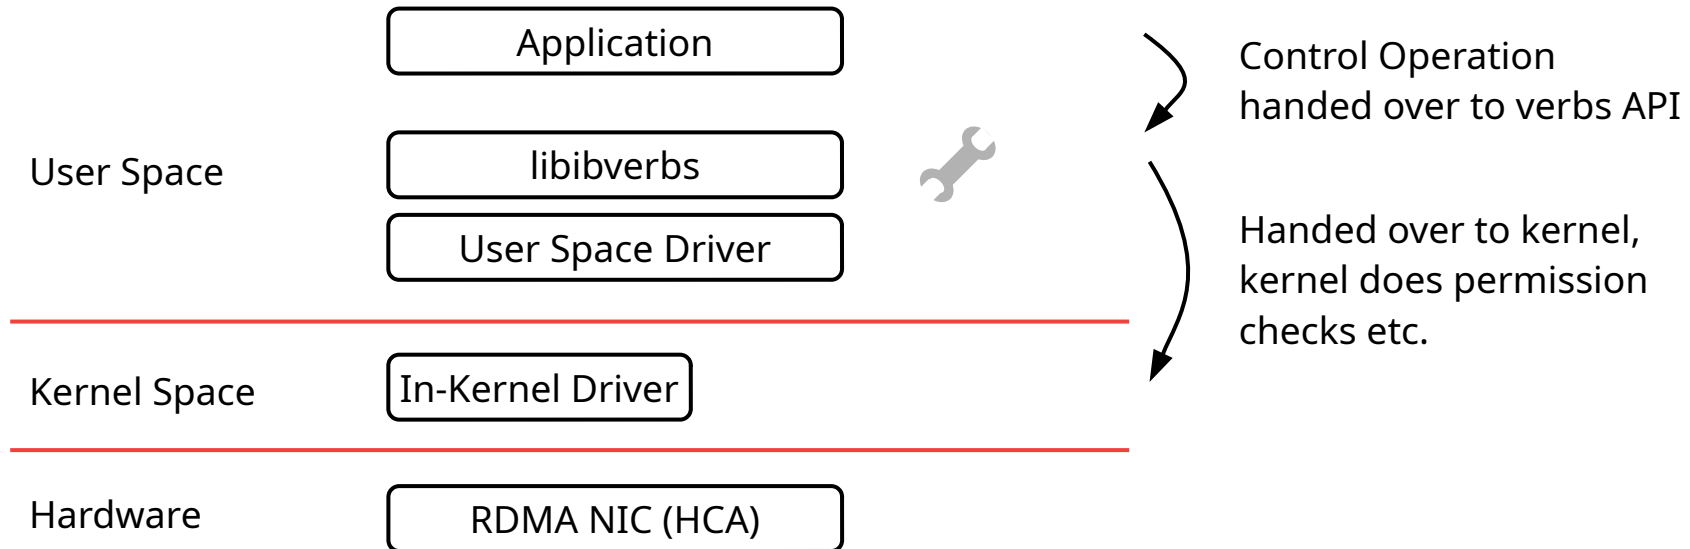 Application
Control Operation
handed over to verbs API
User Space
libibverbs
User Space Driver
Handed over to kernel,
kernel does permission
checks etc.
Kernel Space
In-Kernel Driver
Hardware
RDMA NIC (HCA)